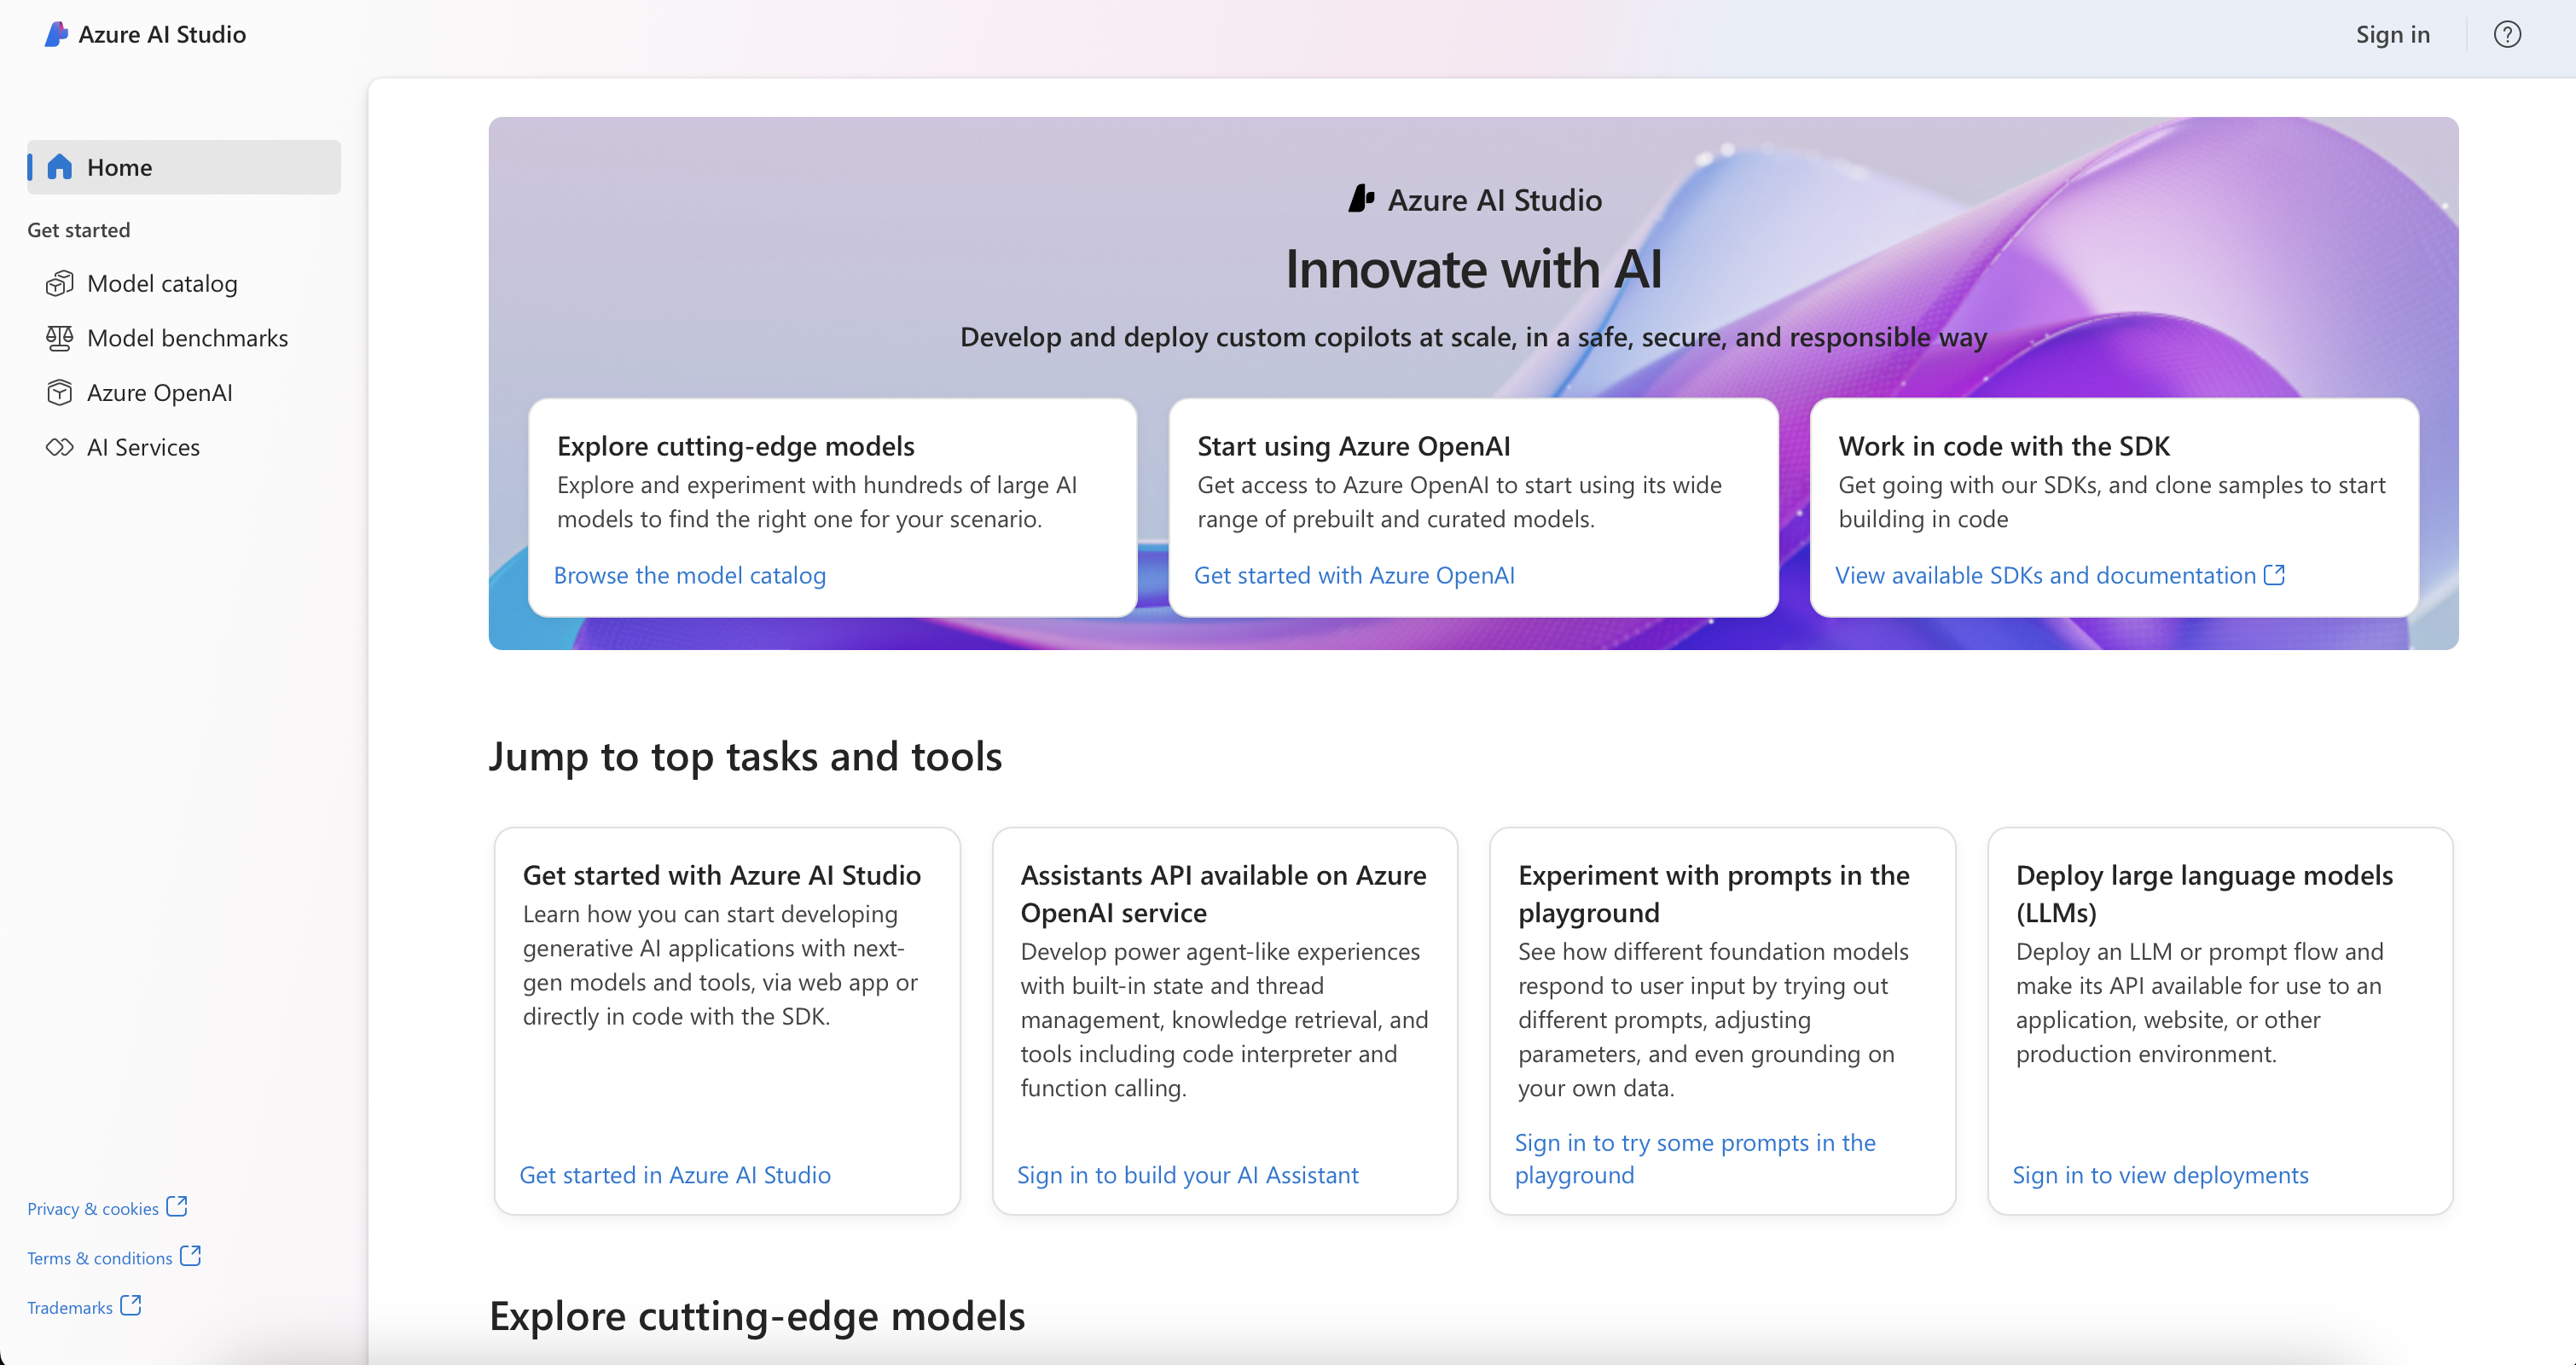 Azure AI Studio
Sign in
Home
Get started
Model catalog
Model benchmarks
Azure OpenAI
AI Services
Privacy & cookies
Terms & conditions
Trademarks
Azure AI Studio
Innovate with AI
Develop and deploy custom copilots at scale, in a safe, secure, and responsible way
Explore cutting-edge models
Explore and experiment with hundreds of large AI
models to find the right one for your scenario.
Browse the model catalog
Start using Azure OpenAI
Get access to Azure OpenAI to start using its wide
range of prebuilt and curated models.
Get started with Azure OpenAI
Work in code with the SDK
Get going with our SDKs, and clone samples to start
building in code
View available SDKs and documentation
Jump to top tasks and tools
Get started with Azure AI Studio
Learn how you can start developing
generative AI applications with next-
gen models and tools, via web app or
directly in code with the SDK.
Get started in Azure AI Studio
Assistants API available on Azure
OpenAI service
Develop power agent-like experiences
with built-in state and thread
management, knowledge retrieval, and
tools including code interpreter and
function calling.
Sign in to build your AI Assistant
Experiment with prompts in the
playground
See how different foundation models
respond to user input by trying out
different prompts, adjusting
parameters, and even grounding on
your own data.
Sign in to try some prompts in the
playground
Deploy large language models
(LLMs)
Deploy an LLM or prompt flow and
make its API available for use to an
application, website, or other
production environment.
Sign in to view deployments
Explore cutting-edge models